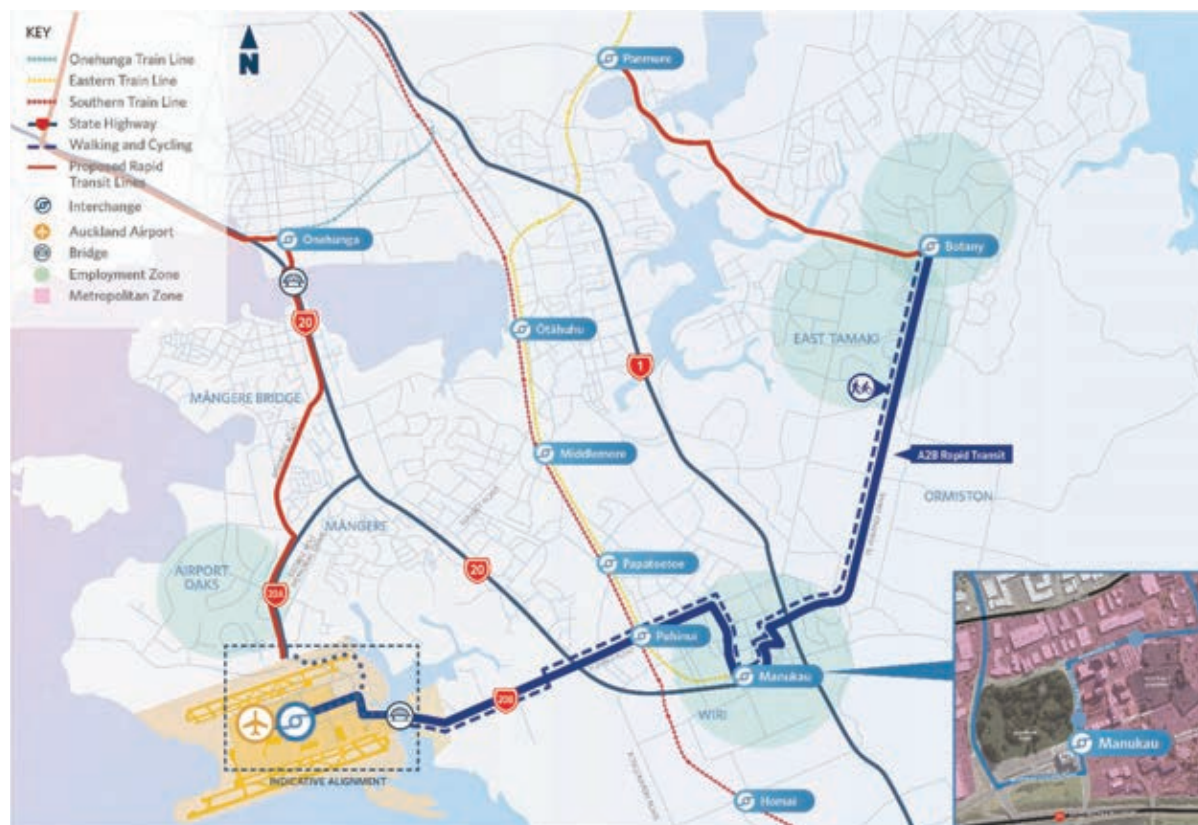 KEY
Onehunga Train Line
Eastern Train Line
Southern Train Line
State Highway
Walking and Cycling
Proposed Rapid
Transit Lines
Interchange
Auckland Airport
Bridge
Employment Zone
Metropolitan Zone
N
Panmure
Onehunga
Botany
20
Ōtāhuhu
EAST TAMAKI
1
MĀNGERE BRIDGE
Middlemore
A2B Rapid Transit
ORMISTON
MĀNGERE
AIRPORT
OAKS
20
Papatoetoe
20A
Puhinui
Manukau
20B
WIRI
Manukau
INDICATIVE ALIGNMENT
Homai